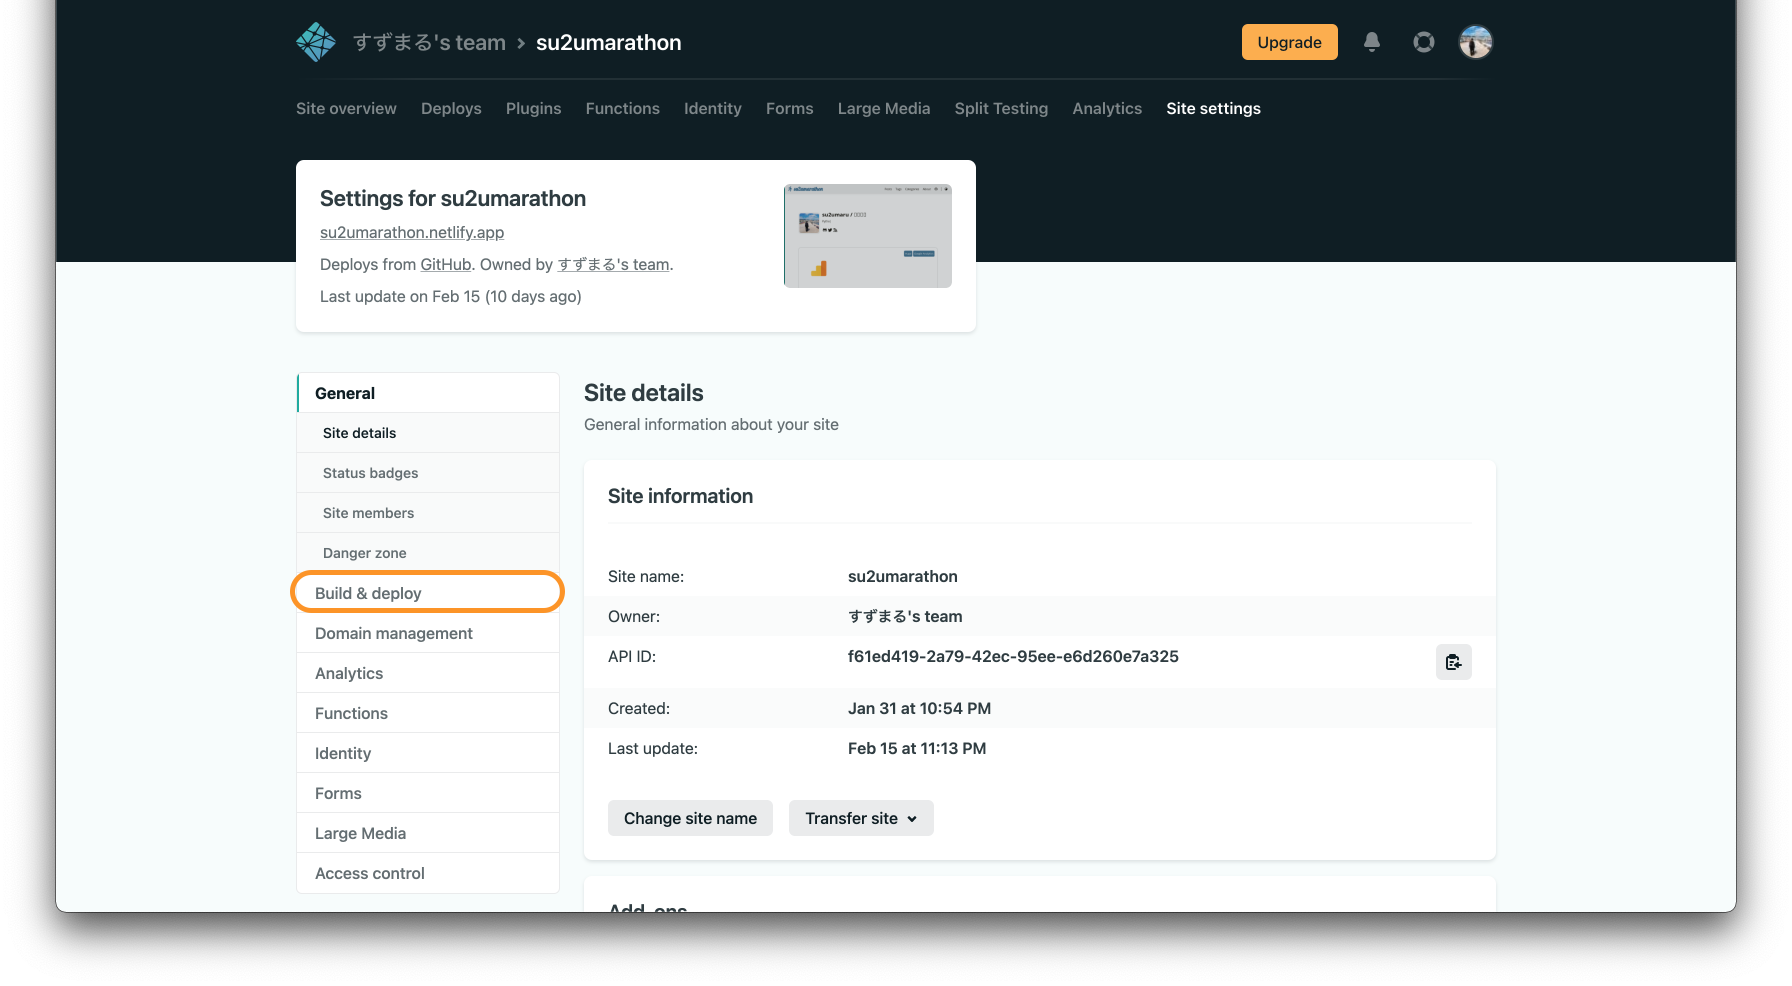 すずまる's team > su2umarathon
Upgrade
Site overview Deploys Plugins Functions Identity Forms Large Media Split Testing Analytics Site settings
Settings for su2umarathon
su2umarathon.netlify.app
Deploys from GitHub. Owned by すずまる's team.
Last update on Feb 15 (10 days ago)
su2umarathon
su2umaru /
General
Site details
Status badges
Site members
Danger zone
Build & deploy
Domain management
Analytics
Functions
Identity
Forms
Large Media
Access control
Site details
General information about your site
Site information
Site name: su2umarathon
Owner: すずまる's team
API ID: f61ed419-2a79-42ec-95ee-e6d260e7a325
Created: Jan 31 at 10:54 PM
Last update: Feb 15 at 11:13 PM
Change site name Transfer site
Add-ons